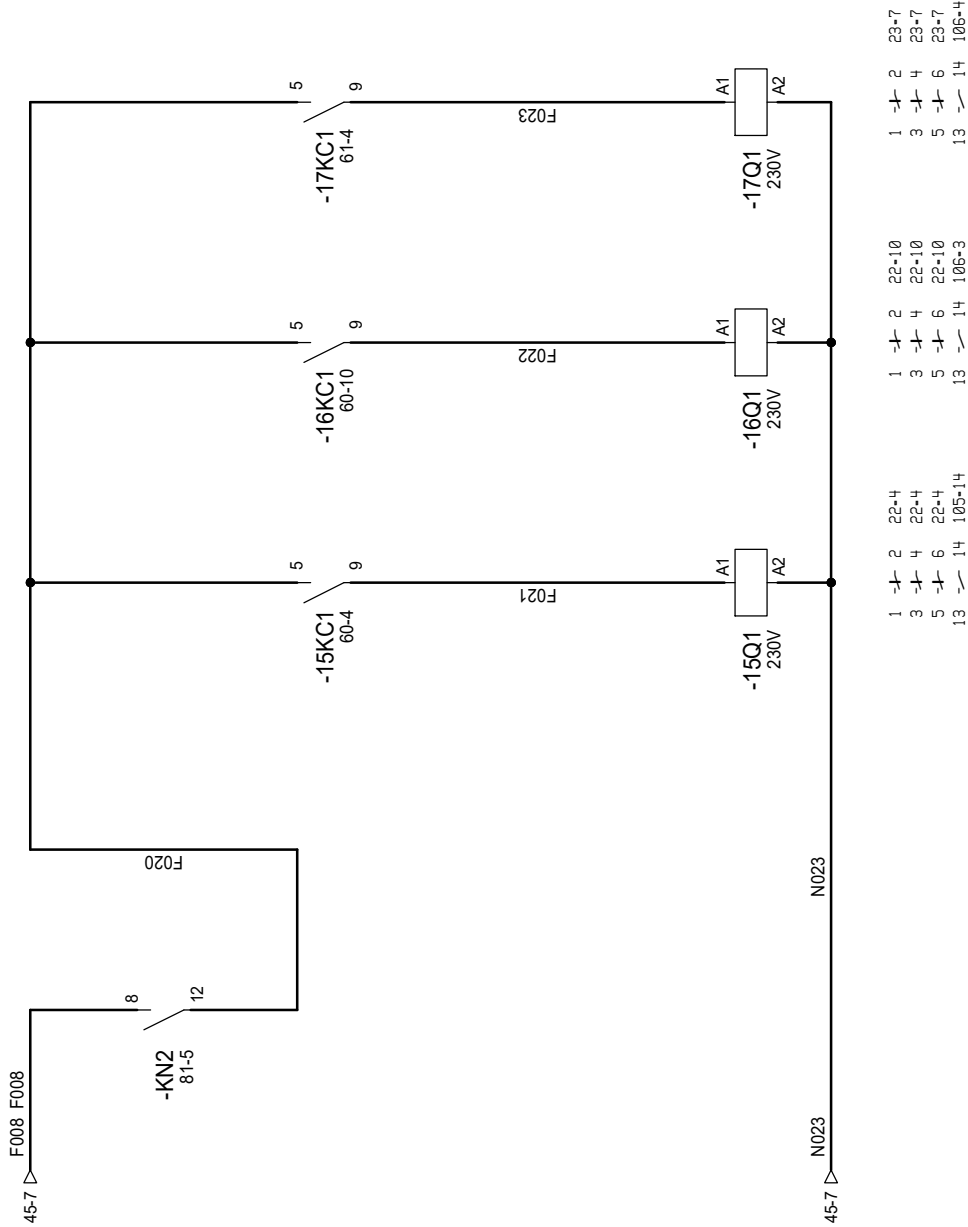 45-7
F008 F008
-KN2
81-5
8
12
F020
-15KC1
60-4
5
9
F021
-15Q1
230V
A1
A2
-16KC1
60-10
5
9
F022
-16Q1
230V
A1
A2
-17KC1
61-4
5
9
F023
-17Q1
230V
A1
A2
45-7
N023
N023
1 2 22-4
3 4 22-4
5 6 22-4
13 14 105-14
1 2 22-10
3 4 22-10
5 6 22-10
13 14 106-3
1 2 23-7
3 4 23-7
5 6 23-7
13 14 106-4